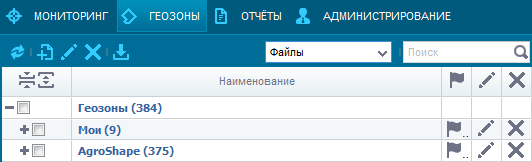 МОНИТОРИНГ ГЕОЗОНЫ ОТЧЁТЫ АДМИНИСТРИРОВАНИЕ
Файлы Поиск
Наименование
Геозоны (384)
Мои (9)
AgroShape (375)